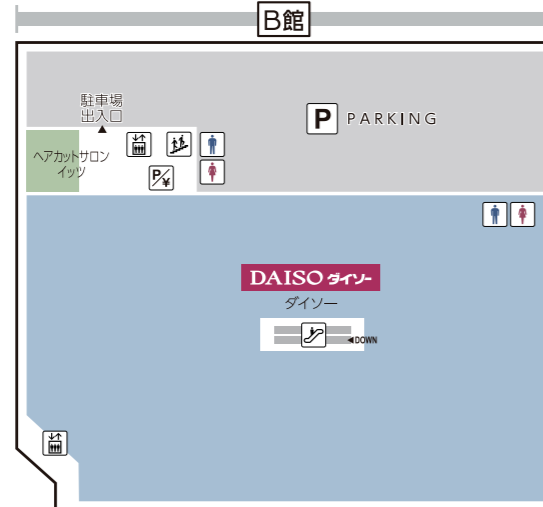 B館
駐車場
出入口
P PARKING
ヘアカットサロン
イッツ
P/¥
DAISO ダイソー
ダイソー
◀DOWN